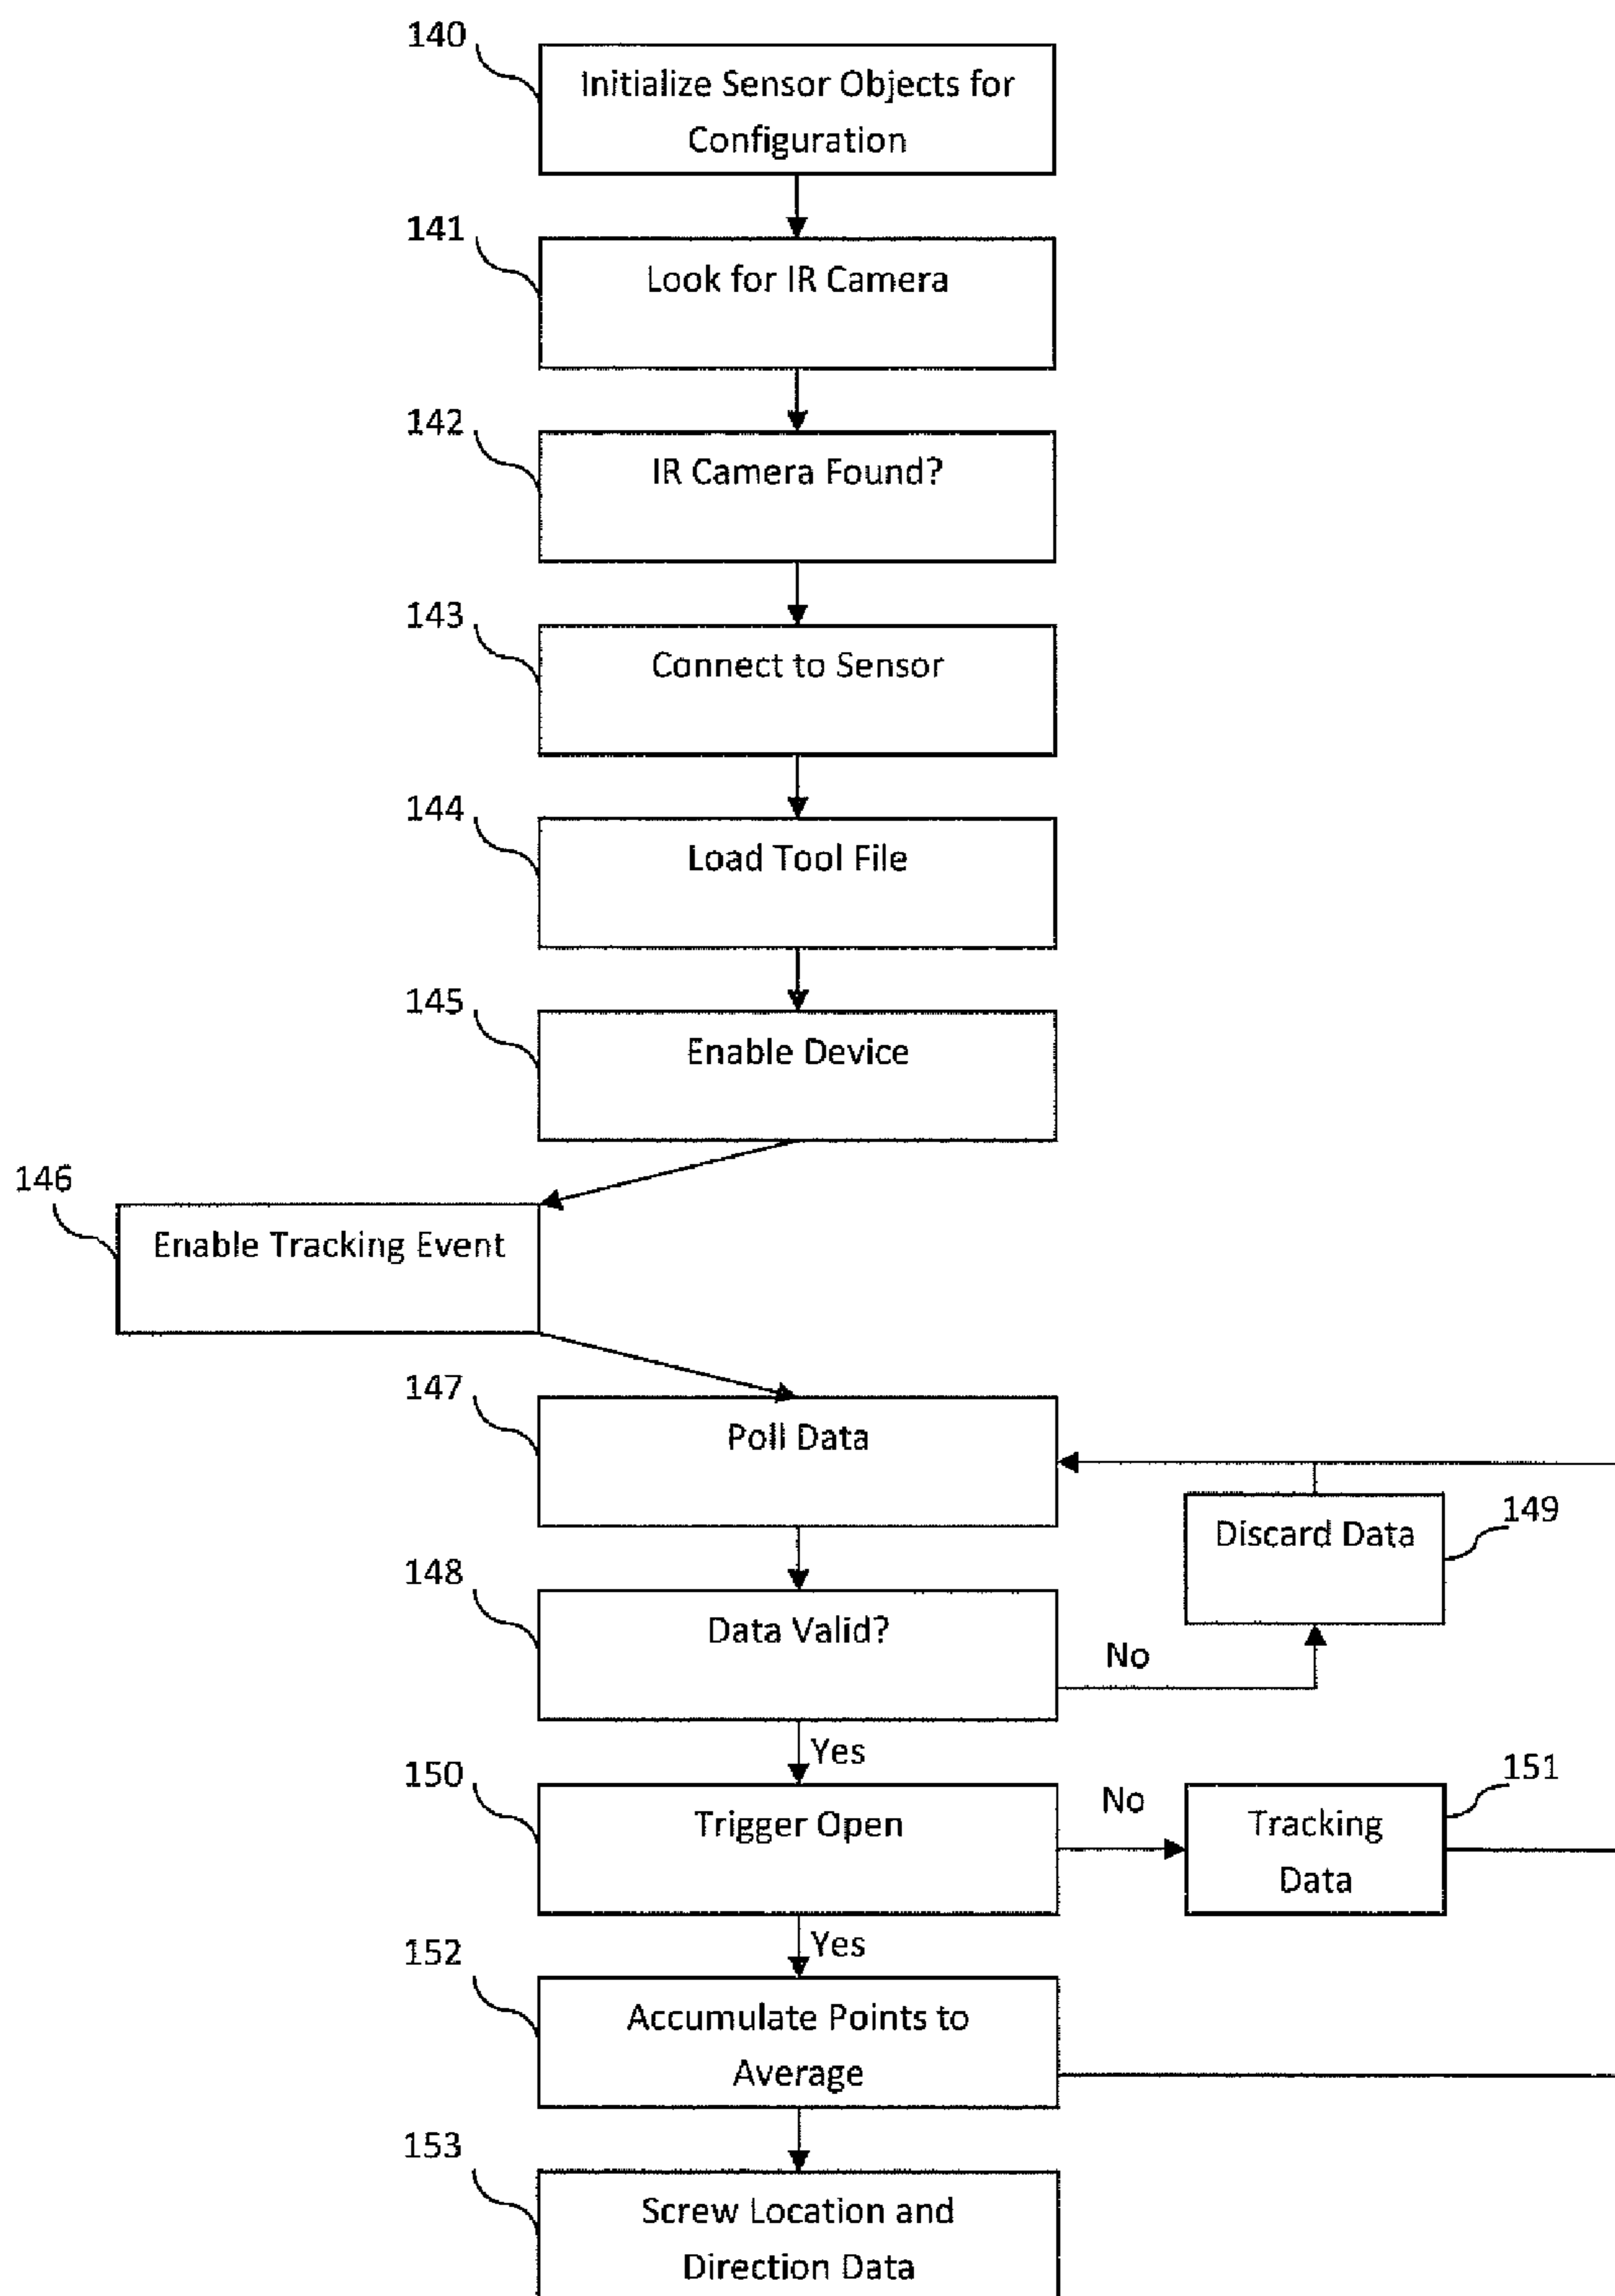 140
Initialize Sensor Objects for
Configuration
141
Look for IR Camera
142
IR Camera Found?
143
Connect to Sensor
144
Load Tool File
145
Enable Device
146
Enable Tracking Event
147
Poll Data
149
Discard Data
148
Data Valid?
No
Yes
150
Trigger Open
No
151
Tracking
Data
Yes
152
Accumulate Points to
Average
153
Screw Location and
Direction Data